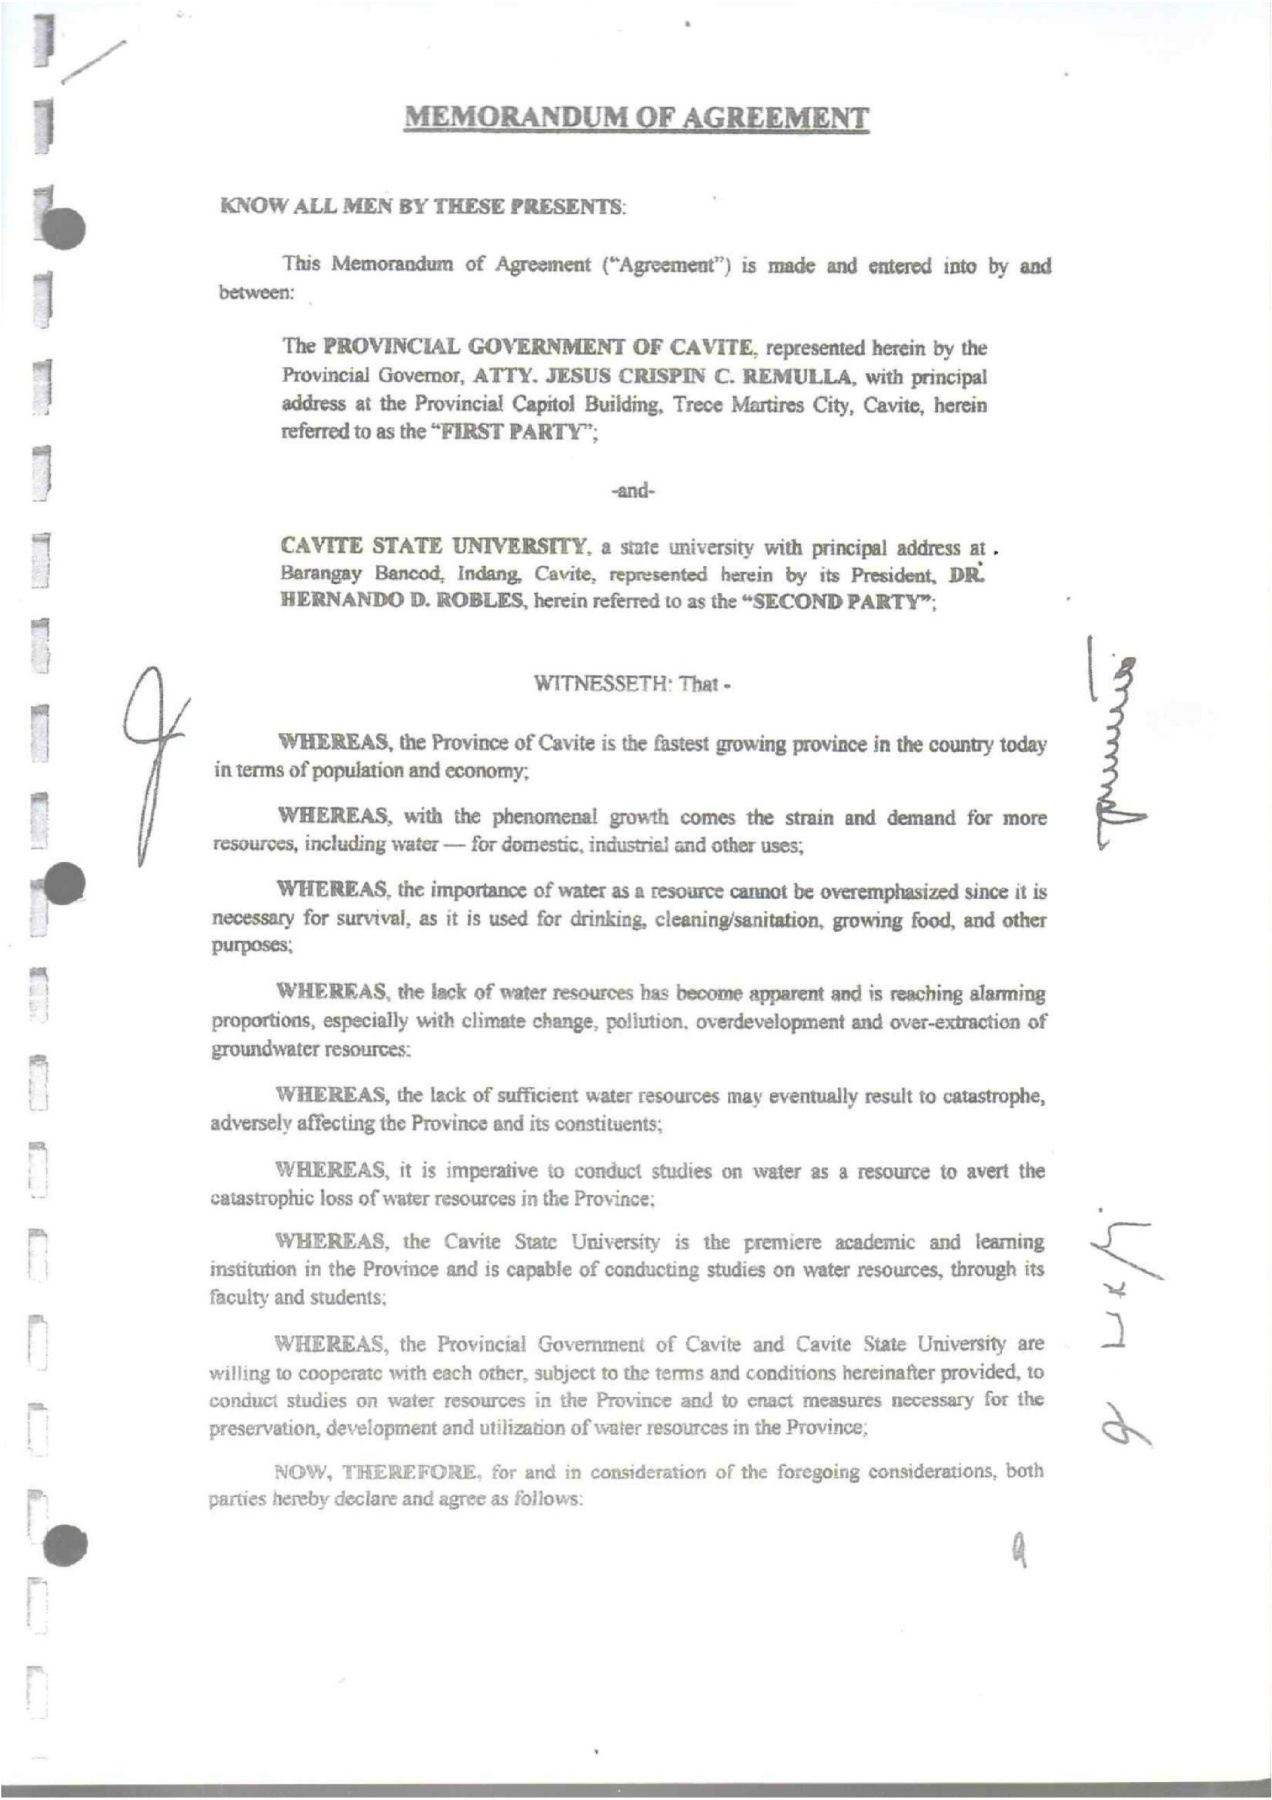 MEMORANDUM OF AGREEMENT
KNOW ALL MEN BY THESE PRESENTS:
This Memorandum of Agreement ("Agreement") is made and entered into by and
between:
The PROVINCIAL GOVERNMENT OF CAVITE, represented herein by the
Provincial Governor, ATTY. JESUS CRISPIN C. REMULLA, with principal
address at the Provincial Capitol Building, Trece Martires City, Cavite, herein
referred to as the "FIRST PARTY";
-and-
CAVITE STATE UNIVERSITY, a state university with principal address at
Barangay Bancod, Indang, Cavite, represented herein by its President, DR.
HERNANDO D. ROBLES, herein referred to as the "SECOND PARTY";
WITNESSETH: That -
WHEREAS, the Province of Cavite is the fastest growing province in the country today
in terms of population and economy;
WHEREAS, with the phenomenal growth comes the strain and demand for more
resources, including water — for domestic, industrial and other uses;
WHEREAS, the importance of water as a resource cannot be overemphasized since it is
necessary for survival, as it is used for drinking, cleaning/sanitation, growing food, and other
purposes;
WHEREAS, the lack of water resources has become apparent and is reaching alarming
proportions, especially with climate change, pollution, overdevelopment and over-extraction of
groundwater resources:
WHEREAS, the lack of sufficient water resources may eventually result to catastrophe,
adversely affecting the Province and its constituents;
WHEREAS, it is imperative to conduct studies on water as a resource to avert the
catastrophic loss of water resources in the Province;
WHEREAS, the Cavite State University is the premiere academic and learning
institution in the Province and is capable of conducting studies on water resources, through its
faculty and students;
WHEREAS, the Provincial Government of Cavite and Cavite State University are
willing to cooperate with each other, subject to the terms and conditions hereinafter provided, to
conduct studies on water resources in the Province and to enact measures necessary for the
preservation, development and utilization of water resources in the Province;
NOW, THEREFORE, for and in consideration of the foregoing considerations, both
parties hereby declare and agree as follows: